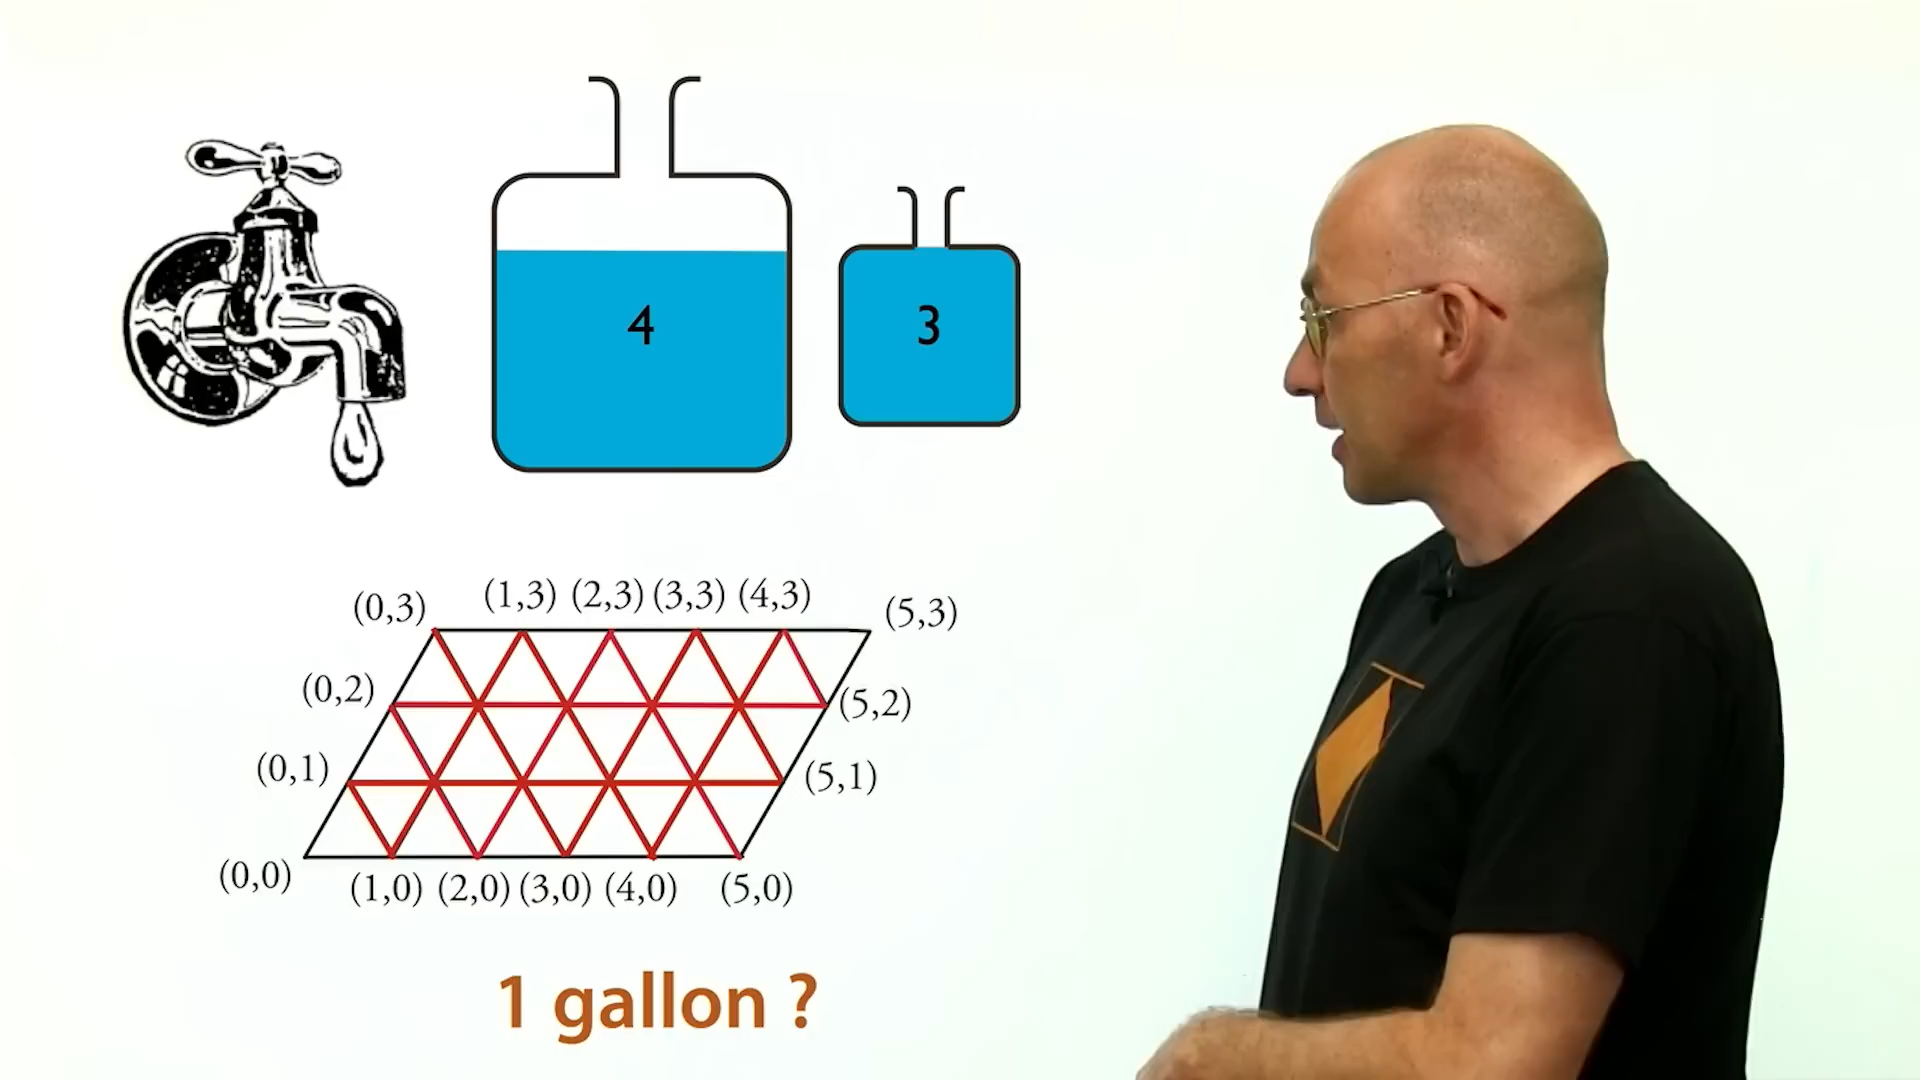 4
3
(0,3) (1,3) (2,3) (3,3) (4,3) (5,3)
(0,2) (5,2)
(0,1) (5,1)
(0,0) (1,0) (2,0) (3,0) (4,0) (5,0)
1 gallon ?